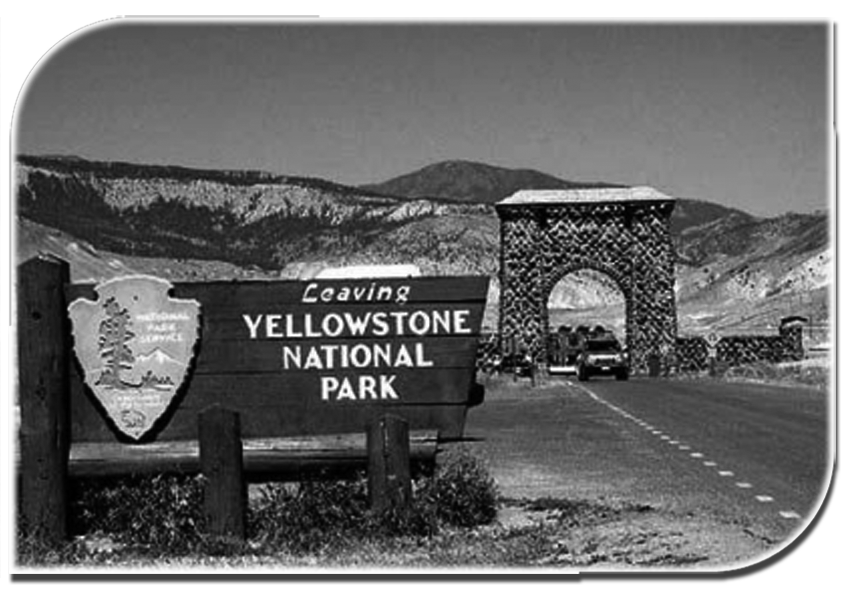 Leaving
YELLOWSTONE
NATIONAL
PARK
NATIONAL
PARK
SERVICE